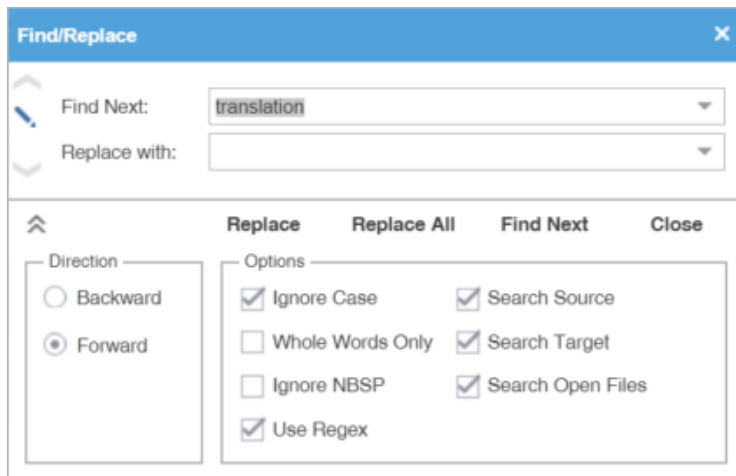 Find/Replace
Find Next: translation
Replace with:
Replace Replace All Find Next Close
Direction Options
Backward Ignore Case Search Source
Forward Whole Words Only Search Target
Ignore NBSP Search Open Files
Use Regex